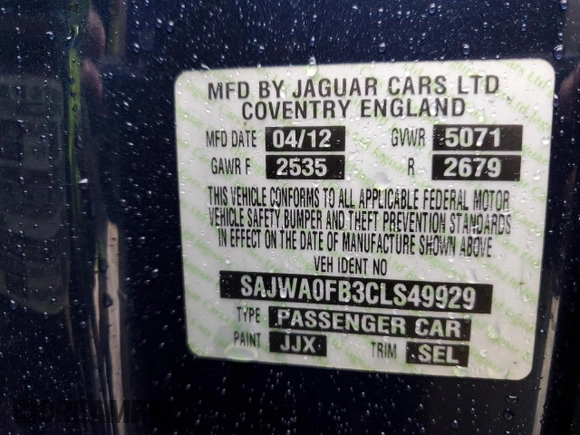 MFD BY JAGUAR CARS LTD
COVENTRY ENGLAND
MFD DATE 04/12 GVWR 5071
GAWR F 2535 R 2679
THIS VEHICLE CONFORMS TO ALL APPLICABLE FEDERAL MOTOR
VEHICLE SAFETY,BUMPER AND THEFT PREVENTION STANDARDS
IN EFFECT ON THE DATE OF MANUFACTURE SHOWN ABOVE
VEH IDENT NO
SAJWA0FB3CLS49929
TYPE PASSENGER CAR
PAINT JJX TRIM SEL